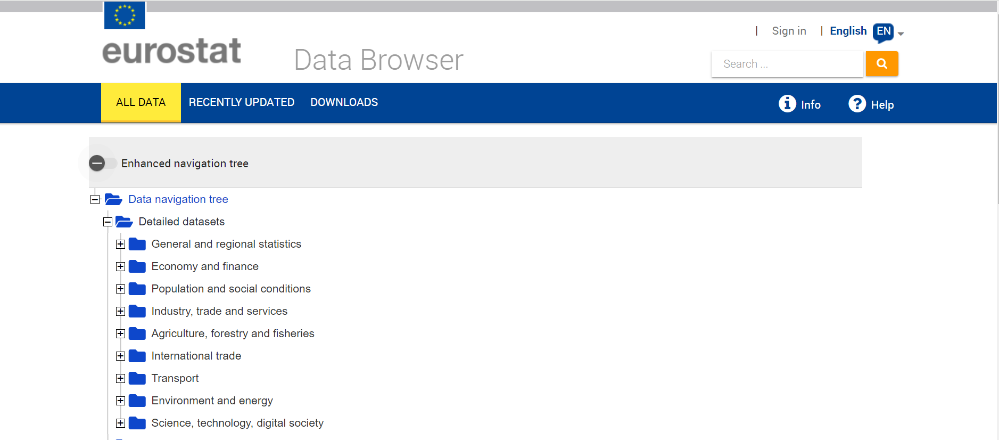 | Sign in | English EN
eurostat
Data Browser
Search ...
ALL DATA RECENTLY UPDATED DOWNLOADS
Info Help
Enhanced navigation tree
Data navigation tree
Detailed datasets
General and regional statistics
Economy and finance
Population and social conditions
Industry, trade and services
Agriculture, forestry and fisheries
International trade
Transport
Environment and energy
Science, technology, digital society